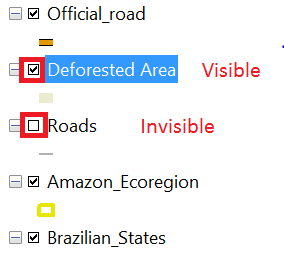 Official_road
Deforested Area Visible
Roads Invisible
Amazon_Ecoregion
Brazilian_States